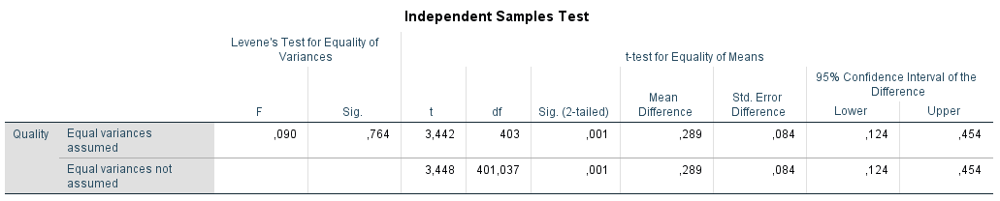 Independent Samples Test
Levene's Test for Equality of
Variances
t-test for Equality of Means
95% Confidence Interval of the
Difference
F Sig. t df Sig. (2-tailed) Mean
Difference Std. Error
Difference Lower Upper
Quality Equal variances
assumed ,090 ,764 3,442 403 ,001 ,289 ,084 ,124 ,454
Equal variances not
assumed 3,448 401,037 ,001 ,289 ,084 ,124 ,454